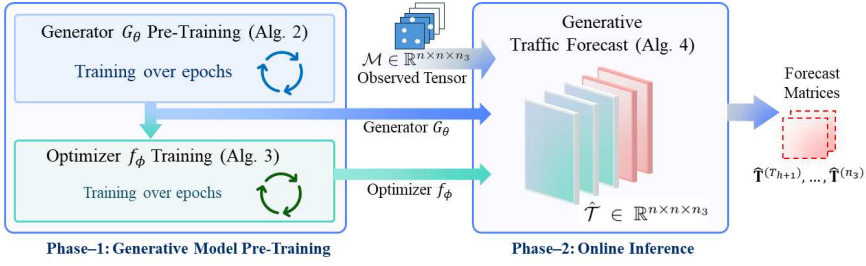 Generator G_θ Pre-Training (Alg. 2)
Training over epochs
Optimizer f_ϕ Training (Alg. 3)
Training over epochs
Phase–1: Generative Model Pre-Training
ℳ ∈ ℝ^{n×n×n_3}
Observed Tensor
Generator G_θ
Optimizer f_ϕ
Generative
Traffic Forecast (Alg. 4)
𝒯̂ ∈ ℝ^{n×n×n_3}
Phase–2: Online Inference
Forecast
Matrices
𝐓̂^{(T_{h+1})}, ..., 𝐓̂^{(n_3)}